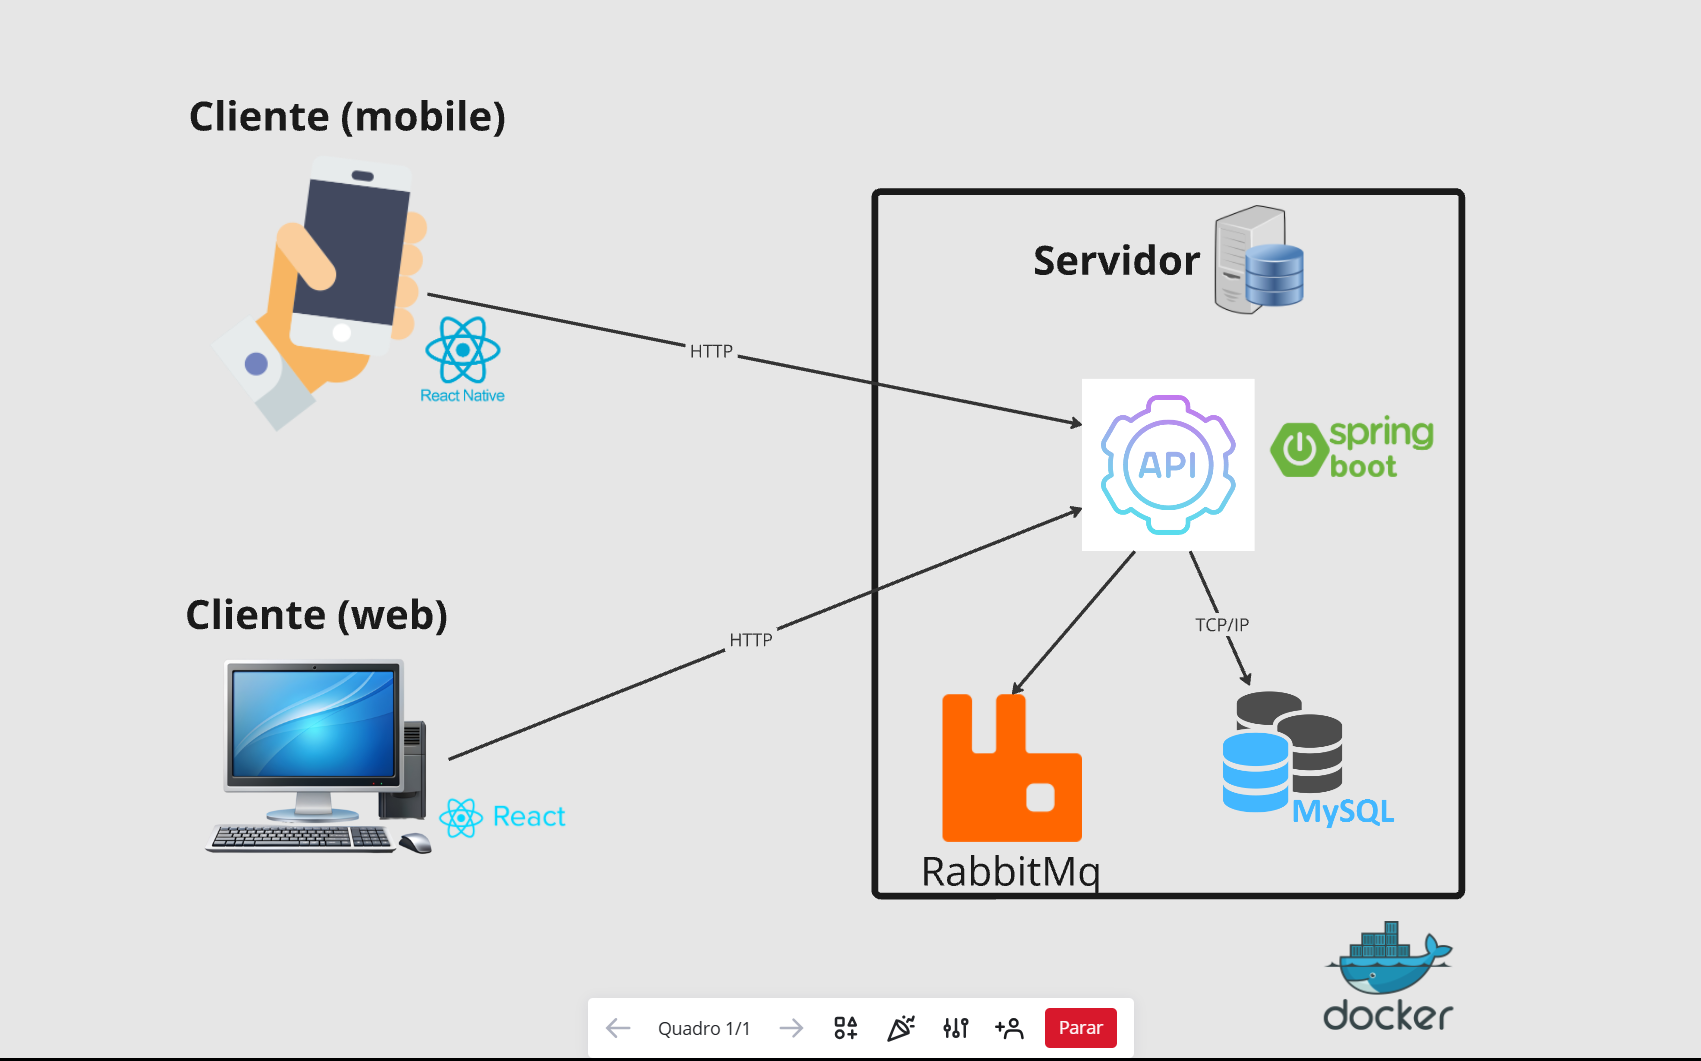 Cliente (mobile)
React Native
HTTP
Servidor
API
spring
boot
Cliente (web)
HTTP
React
TCP/IP
MySQL
RabbitMq
docker
Quadro 1/1
Parar